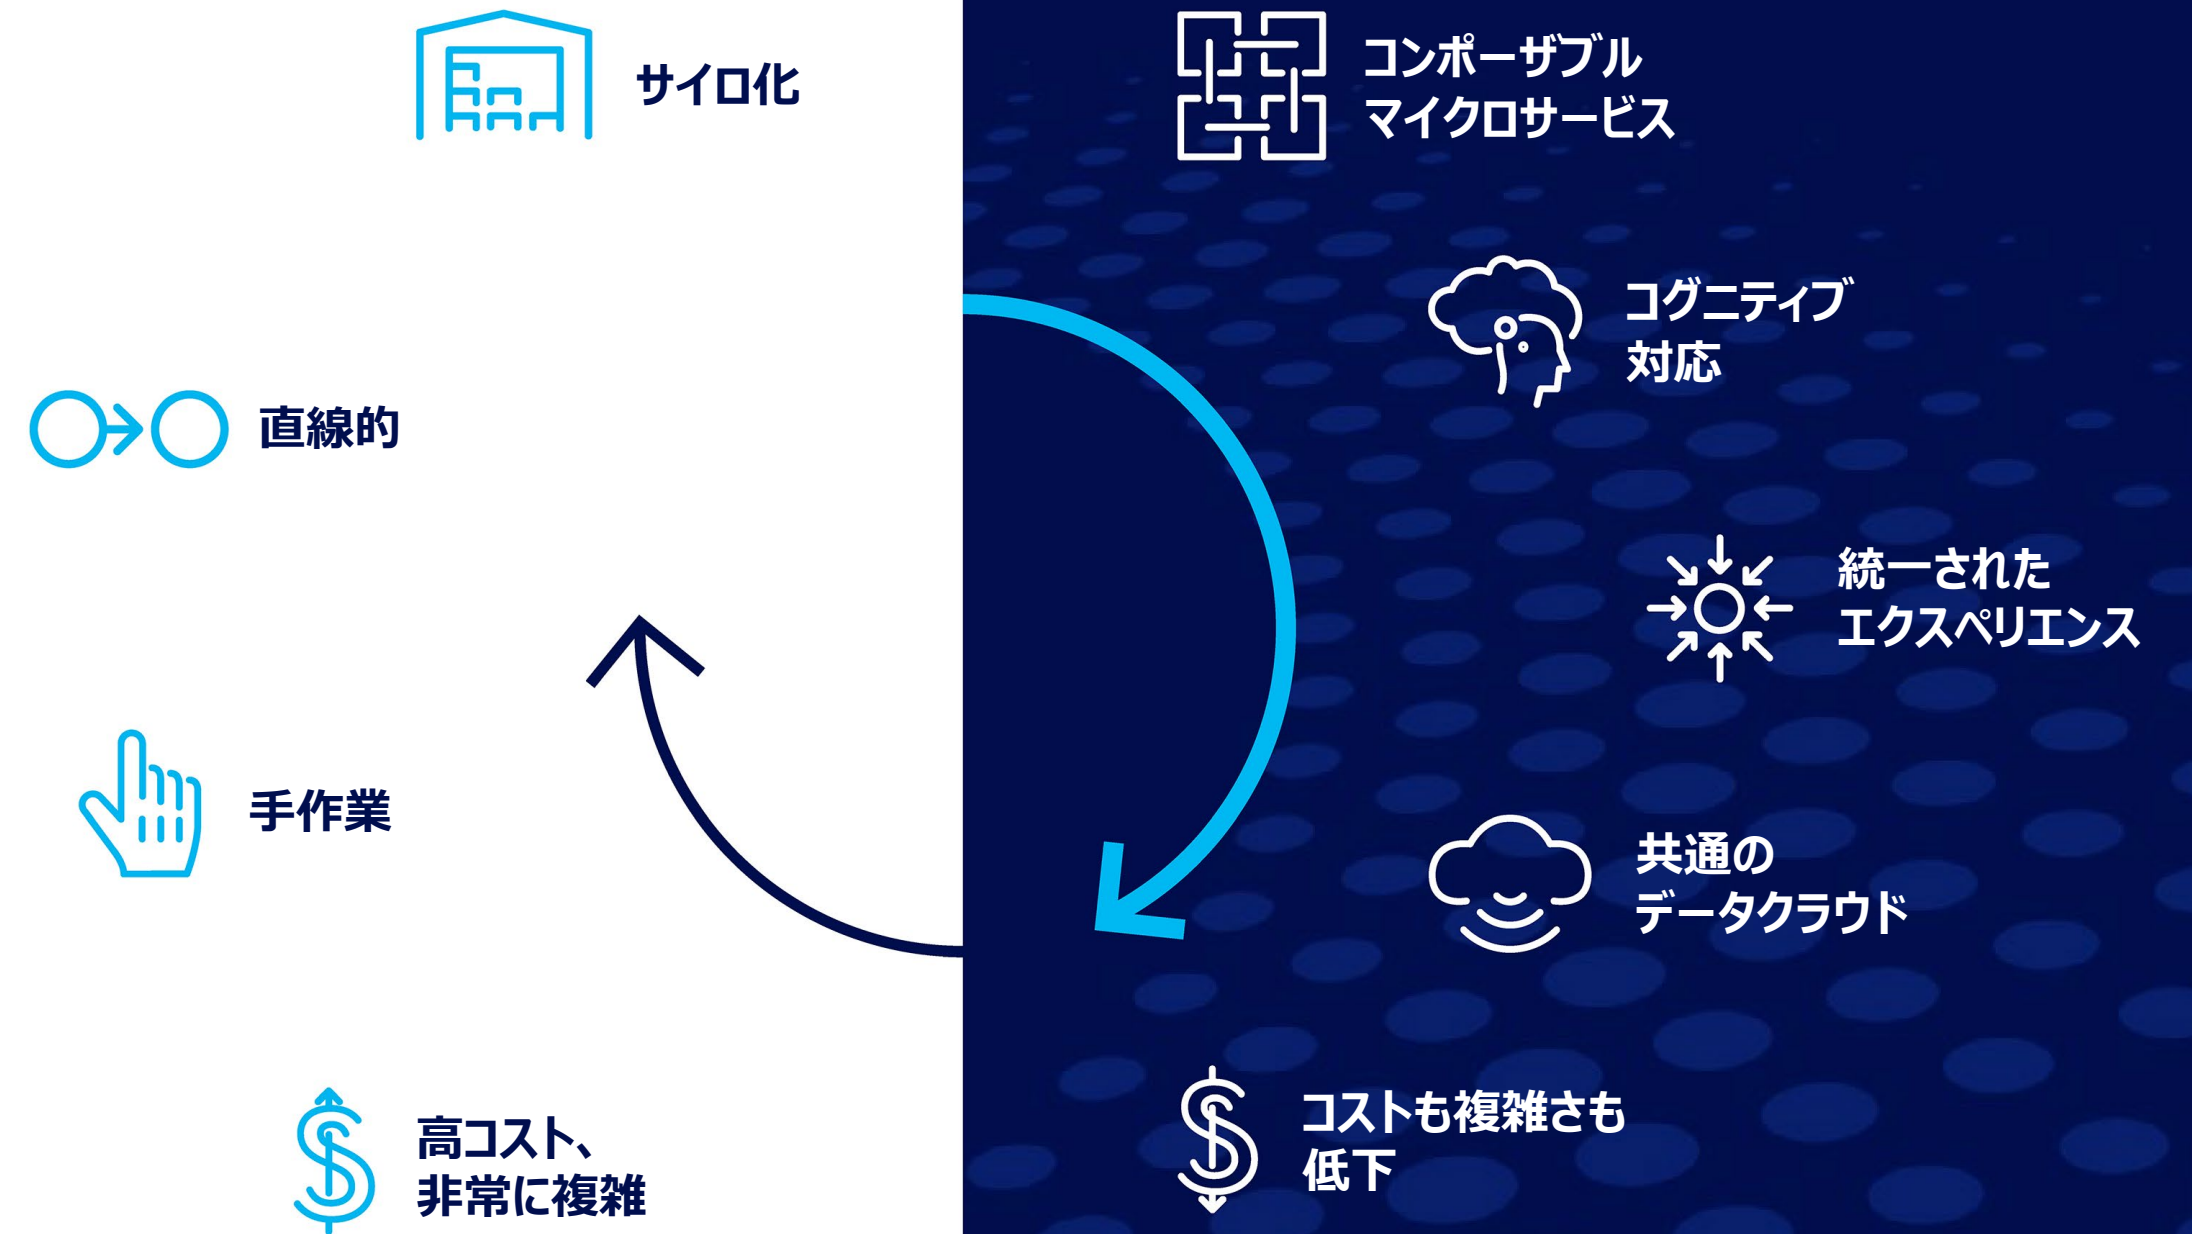 サイロ化
直線的
手作業
高コスト、
非常に複雑
コンポーザブル
マイクロサービス
コグニティブ
対応
統一された
エクスペリエンス
共通の
データクラウド
コストも複雑さも
低下